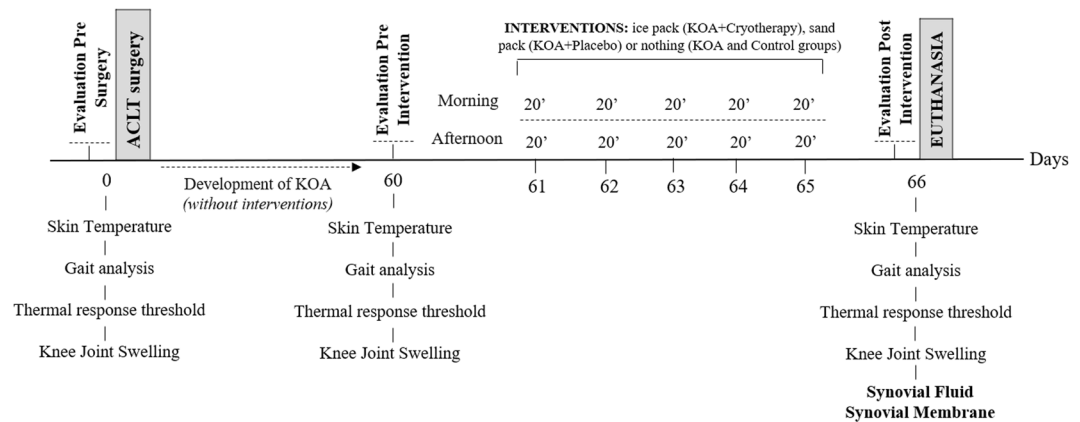 Evaluation Pre
Surgery
ACLT surgery
Evaluation Pre
Intervention
INTERVENTIONS: ice pack (KOA+Cryotherapy), sand
pack (KOA+Placebo) or nothing (KOA and Control groups)
Morning 20’ 20’ 20’ 20’ 20’
Afternoon 20’ 20’ 20’ 20’ 20’
Evaluation Post
Intervention
EUTHANASIA
Days
0
Development of KOA
(without interventions)
60
61 62 63 64 65
66
Skin Temperature
Gait analysis
Thermal response threshold
Knee Joint Swelling
Skin Temperature
Gait analysis
Thermal response threshold
Knee Joint Swelling
Skin Temperature
Gait analysis
Thermal response threshold
Knee Joint Swelling
Synovial Fluid
Synovial Membrane